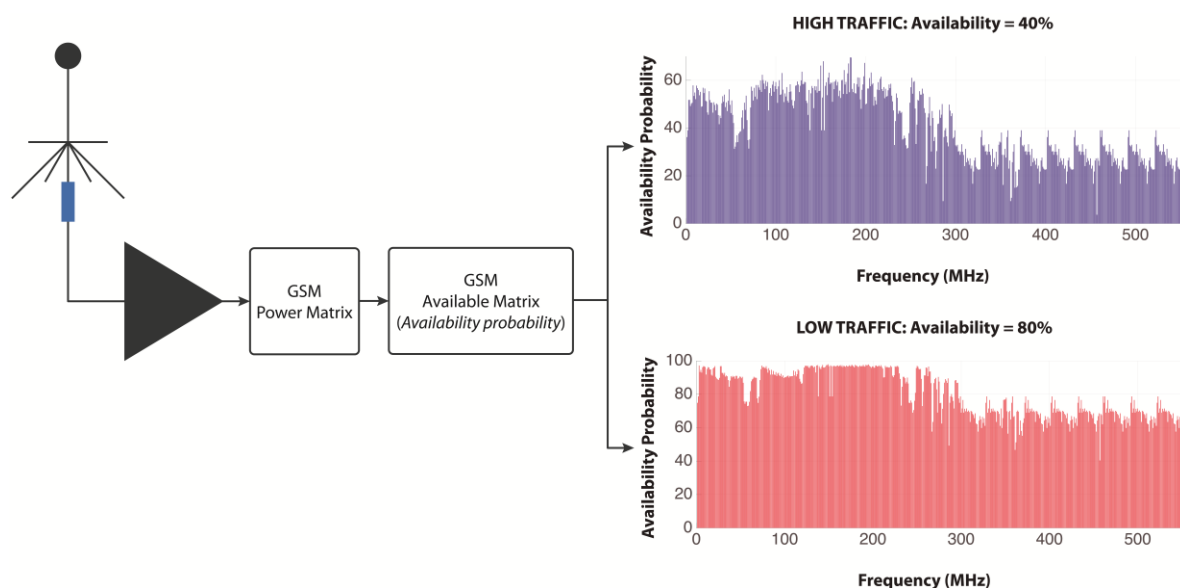 GSM
Power Matrix
GSM
Available Matrix
(Availability probability)
HIGH TRAFFIC: Availability = 40%
Availability Probability
60
40
20
0
0 100 200 300 400 500
Frequency (MHz)
LOW TRAFFIC: Availability = 80%
Availability Probability
100
80
60
40
20
0
0 100 200 300 400 500
Frequency (MHz)